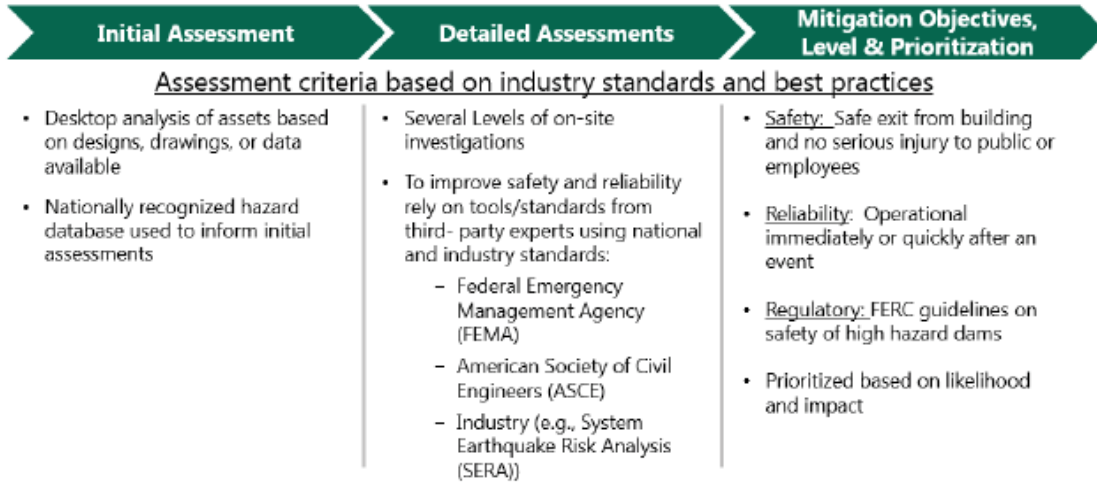 Initial Assessment
Detailed Assessments
Mitigation Objectives,
Level & Prioritization
Assessment criteria based on industry standards and best practices
• Desktop analysis of assets based
on designs, drawings, or data
available
• Nationally recognized hazard
database used to inform initial
assessments
• Several Levels of on-site
investigations
• To improve safety and reliability
rely on tools/standards from
third- party experts using national
and industry standards:
– Federal Emergency
Management Agency
(FEMA)
– American Society of Civil
Engineers (ASCE)
– Industry (e.g., System
Earthquake Risk Analysis
(SERA))
• Safety: Safe exit from building
and no serious injury to public or
employees
• Reliability: Operational
immediately or quickly after an
event
• Regulatory: FERC guidelines on
safety of high hazard dams
• Prioritized based on likelihood
and impact